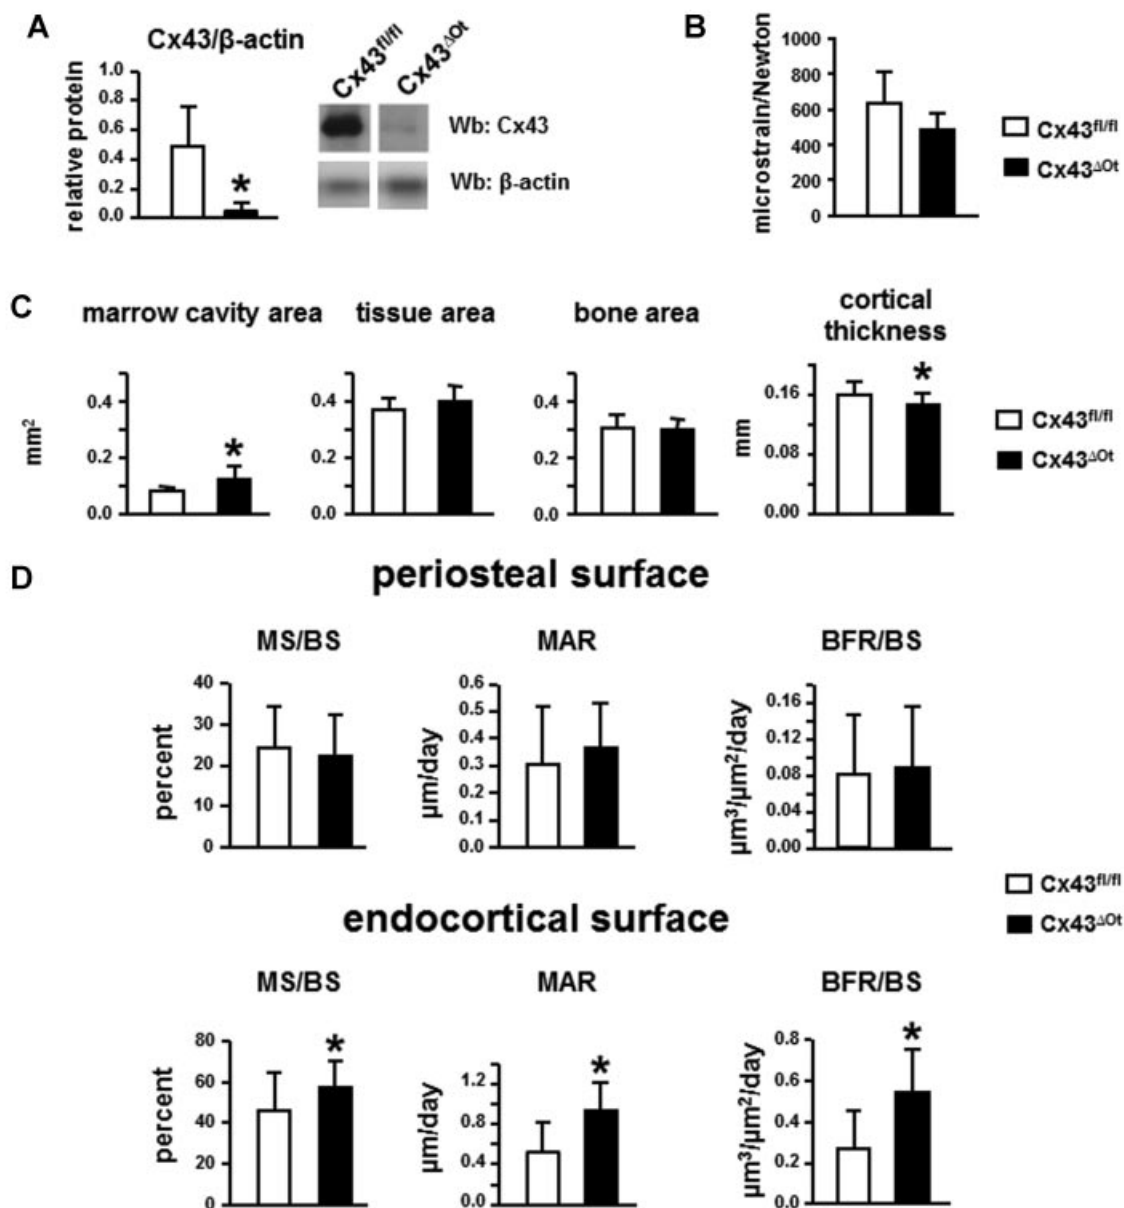 A
Cx43/β-actin
relative protein
1.0
0.8
0.6
0.4
0.2
0.0
*
Cx43fl/fl
Cx43ΔOt
Wb: Cx43
Wb: β-actin
B
microstrain/Newton
1000
800
600
400
200
0
Cx43fl/fl
Cx43ΔOt
C
marrow cavity area
mm2
0.4
0.2
0.0
*
tissue area
0.4
0.2
0.0
bone area
0.4
0.2
0.0
cortical
thickness
mm
0.16
0.08
0.00
*
Cx43fl/fl
Cx43ΔOt
D
periosteal surface
MS/BS
percent
40
30
20
10
0
MAR
μm/day
0.6
0.5
0.4
0.3
0.2
0.1
0.0
BFR/BS
μm3/μm2/day
0.16
0.12
0.08
0.04
0.00
Cx43fl/fl
Cx43ΔOt
endocortical surface
MS/BS
percent
80
60
40
20
0
*
MAR
μm/day
1.2
0.8
0.4
0.0
*
BFR/BS
μm3/μm2/day
0.8
0.6
0.4
0.2
0.0
*